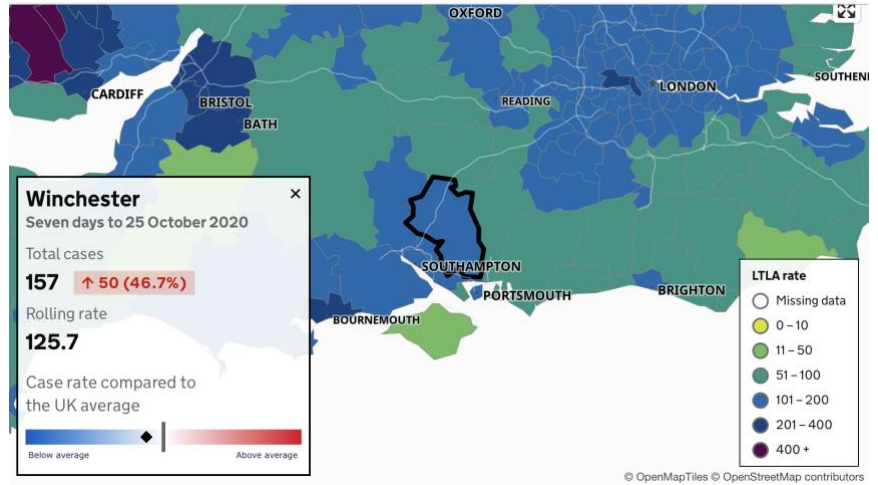 OXFORD
CARDIFF
BRISTOL
BATH
READING
LONDON
SOUTHEN
Winchester ×
Seven days to 25 October 2020
Total cases
157 ↑ 50 (46.7%)
Rolling rate
125.7
Case rate compared to
the UK average
Below average Above average
SOUTHAMPTON
PORTSMOUTH
BRIGHTON
BOURNEMOUTH
LTLA rate
Missing data
0 – 10
11 – 50
51 – 100
101 – 200
201 – 400
400 +
© OpenMapTiles © OpenStreetMap contributors